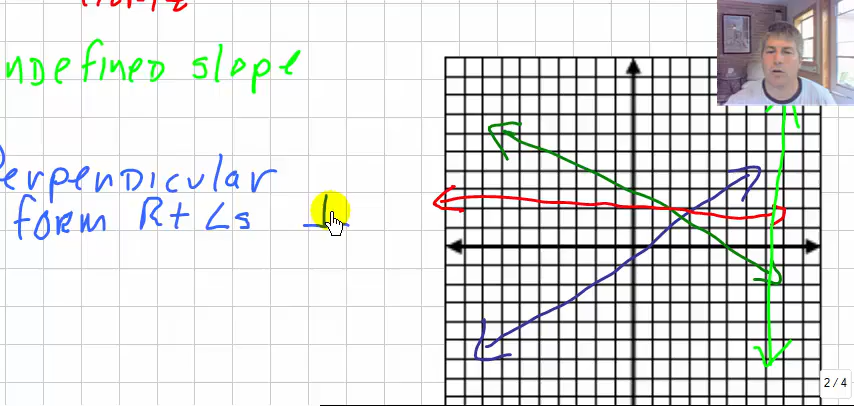 ndefined slope
erpendicular
form Rt ∠s ⊥
2 / 4